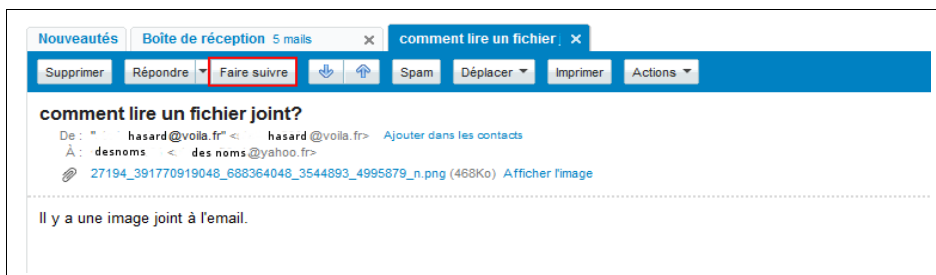 Nouveautés Boîte de réception 5 mails x comment lire un fichier j x
Supprimer Répondre Faire suivre Spam Déplacer Imprimer Actions
comment lire un fichier joint?
De : " hasard@voila.fr" < hasard @voila.fr> Ajouter dans les contacts
À : desnoms < des noms @yahoo.fr>
27194_391770919048_688364048_3544893_4995879_n.png (468Ko) Afficher l'image
Il y a une image joint à l'email.